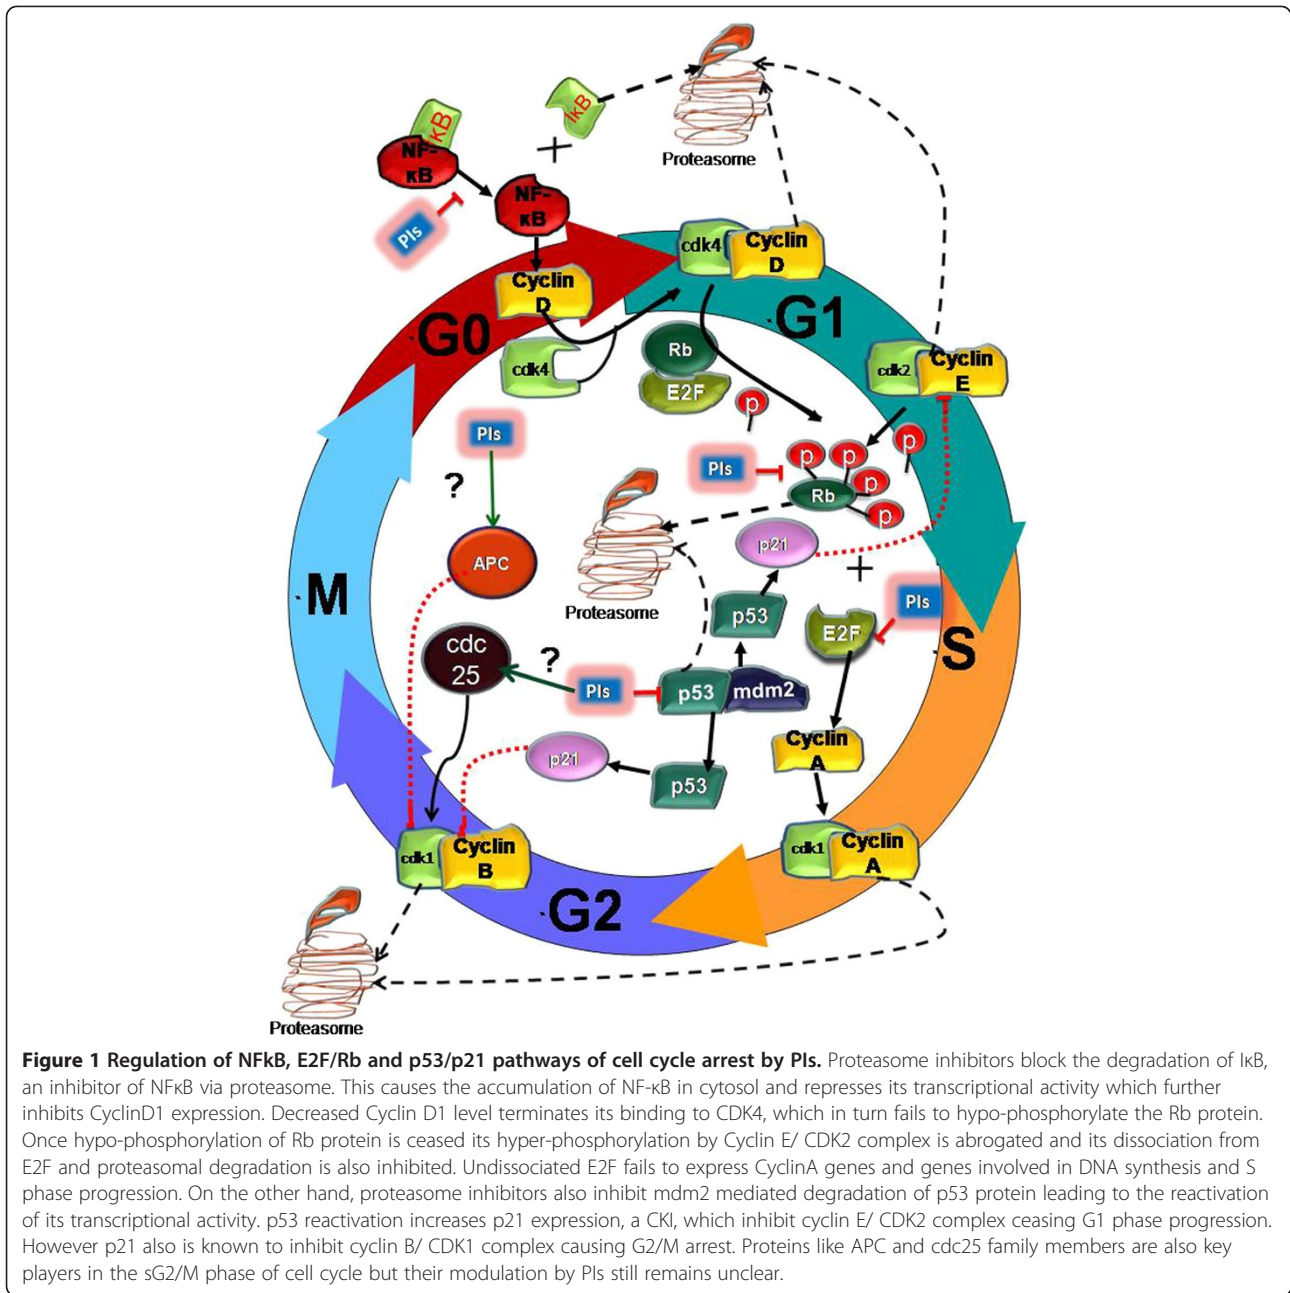 IκB
Proteasome
κB
NF-
κB
PIs
NF-
κB
Cyclin
D
cdk4
cdk4
Cyclin
D
G0
G1
Rb
E2F
cdk2
Cyclin
E
p
p
p
p
p
p
Rb
PIs
PIs
?
APC
Proteasome
p21
+
PIs
E2F
S
M
p53
cdc
25
?
PIs
p53
mdm2
p21
p53
Cyclin
A
cdk1
Cyclin
A
cdk1
Cyclin
B
G2
Proteasome
Figure 1 Regulation of NFkB, E2F/Rb and p53/p21 pathways of cell cycle arrest by PIs. Proteasome inhibitors block the degradation of IκB,
an inhibitor of NFκB via proteasome. This causes the accumulation of NF-κB in cytosol and represses its transcriptional activity which further
inhibits CyclinD1 expression. Decreased Cyclin D1 level terminates its binding to CDK4, which in turn fails to hypo-phosphorylate the Rb protein.
Once hypo-phosphorylation of Rb protein is ceased its hyper-phosphorylation by Cyclin E/ CDK2 complex is abrogated and its dissociation from
E2F and proteasomal degradation is also inhibited. Undissociated E2F fails to express CyclinA genes and genes involved in DNA synthesis and S
phase progression. On the other hand, proteasome inhibitors also inhibit mdm2 mediated degradation of p53 protein leading to the reactivation
of its transcriptional activity. p53 reactivation increases p21 expression, a CKI, which inhibit cyclin E/ CDK2 complex ceasing G1 phase progression.
However p21 also is known to inhibit cyclin B/ CDK1 complex causing G2/M arrest. Proteins like APC and cdc25 family members are also key
players in the sG2/M phase of cell cycle but their modulation by PIs still remains unclear.